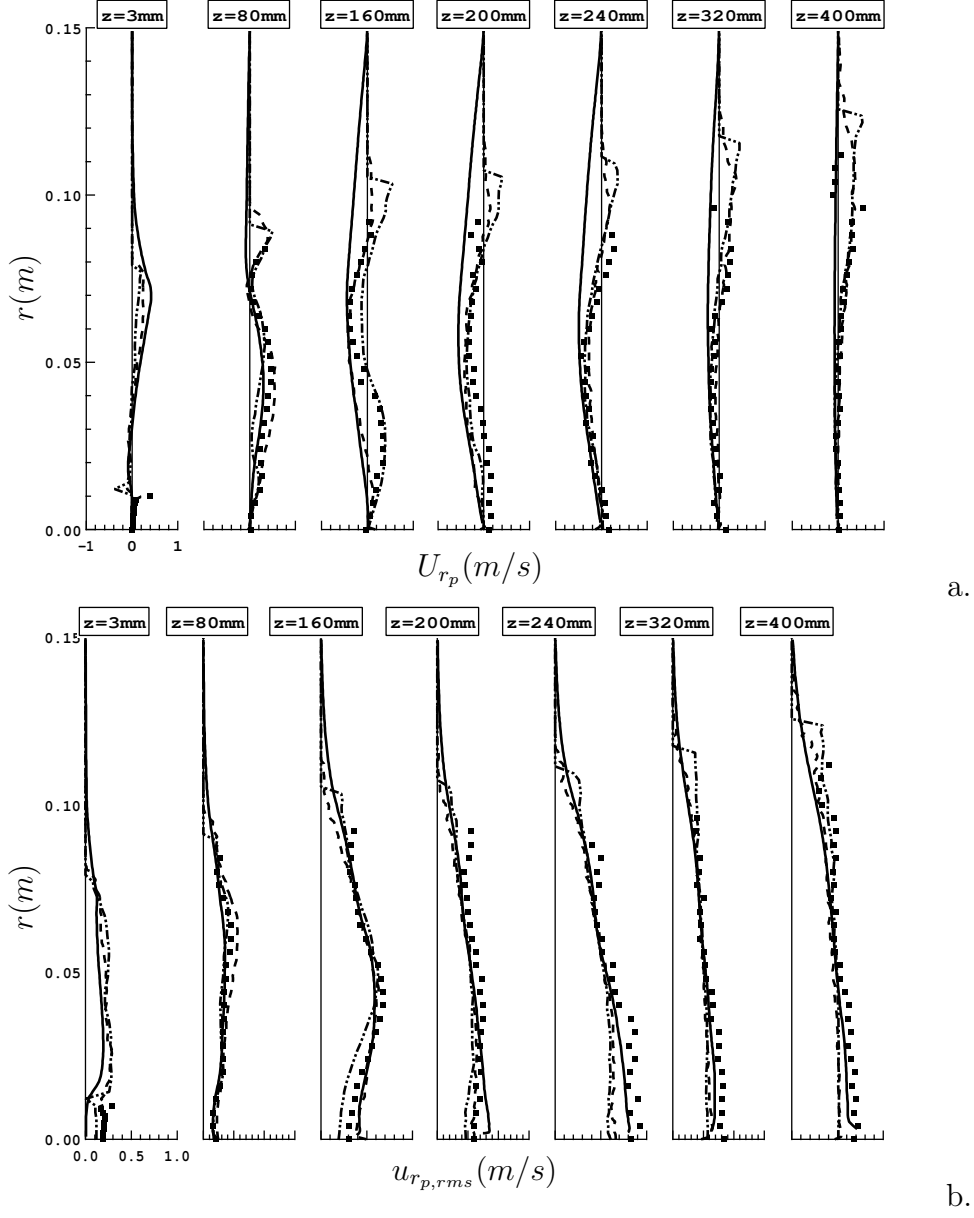 z=3mm z=80mm z=160mm z=200mm z=240mm z=320mm z=400mm
0.15
0.10
r(m)
0.05
0.00
-1 0 1
U_{r_p}(m/s)
a.
z=3mm z=80mm z=160mm z=200mm z=240mm z=320mm z=400mm
0.15
0.10
r(m)
0.05
0.00
0.0 0.5 1.0
u_{r_{p,rms}}(m/s)
b.